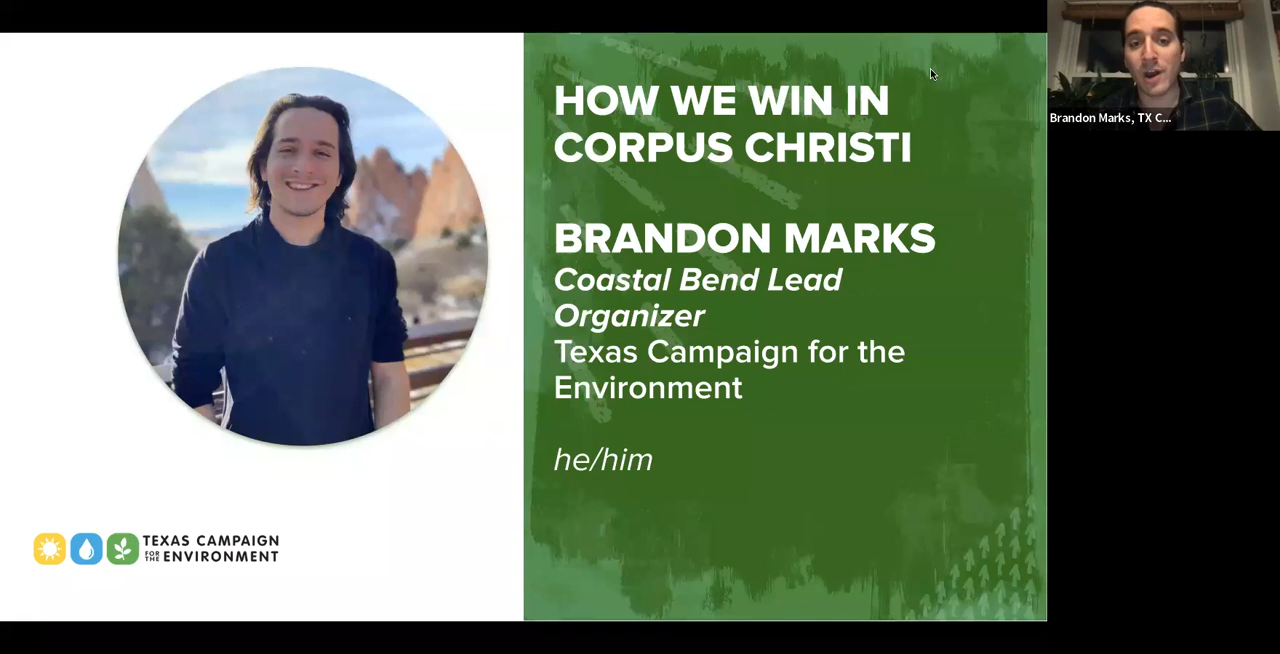 HOW WE WIN IN
CORPUS CHRISTI
BRANDON MARKS
Coastal Bend Lead
Organizer
Texas Campaign for the
Environment
he/him
TEXAS CAMPAIGN
FOR THE ENVIRONMENT
Brandon Marks, TX C...